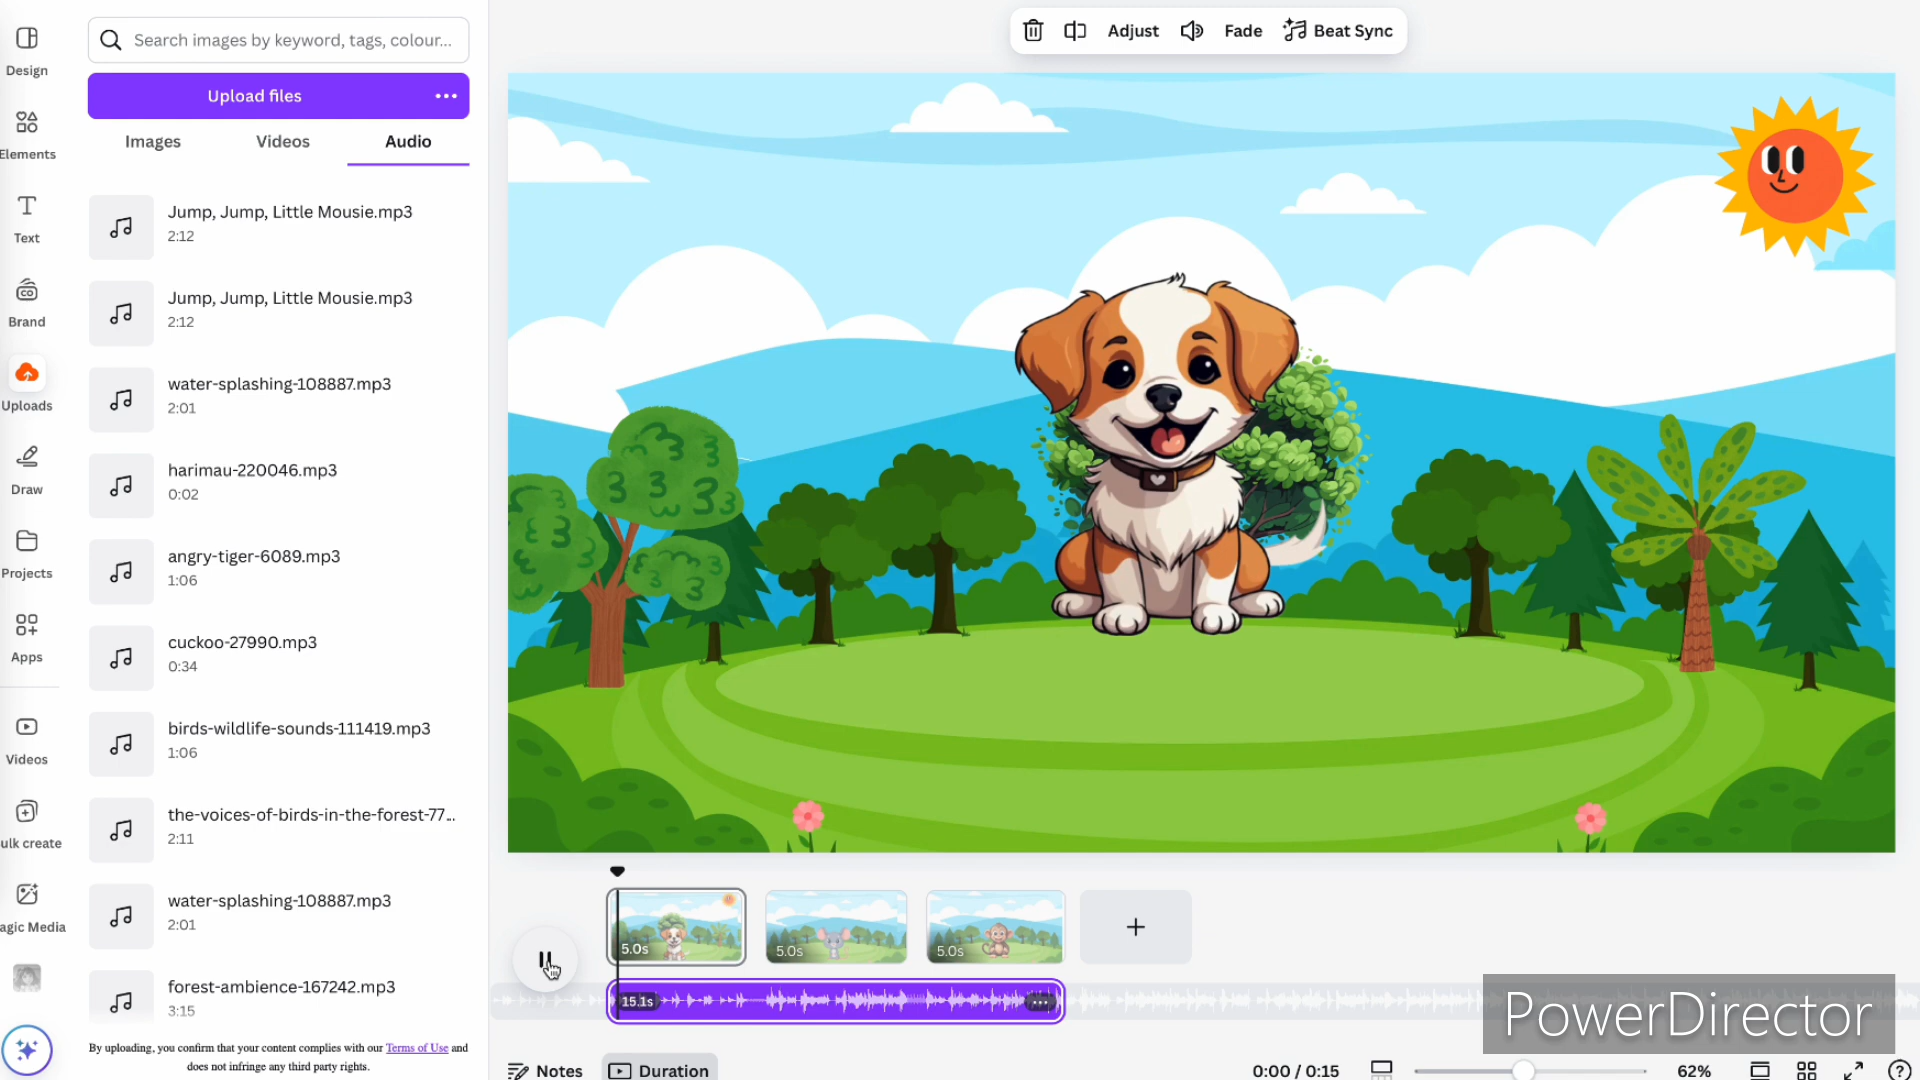 Design
Elements
Text
Brand
Uploads
Draw
Projects
Apps
Videos
ulk create
agic Media
Search images by keyword, tags, colour...
Upload files
Images
Videos
Audio
Jump, Jump, Little Mousie.mp3
2:12
Jump, Jump, Little Mousie.mp3
2:12
water-splashing-108887.mp3
2:01
harimau-220046.mp3
0:02
angry-tiger-6089.mp3
1:06
cuckoo-27990.mp3
0:34
birds-wildlife-sounds-111419.mp3
1:06
the-voices-of-birds-in-the-forest-77...
2:11
water-splashing-108887.mp3
2:01
forest-ambience-167242.mp3
3:15
By uploading, you confirm that your content complies with our Terms of Use and
does not infringe any third party rights.
Adjust
Fade
Beat Sync
5.0s
5.0s
5.0s
15.1s
Notes
Duration
0:00 / 0:15
62%
PowerDirector